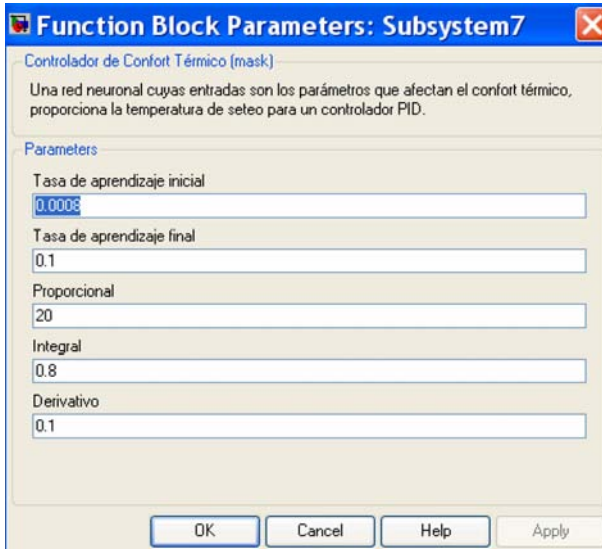 Function Block Parameters: Subsystem7
Controlador de Confort Térmico (mask)
Una red neuronal cuyas entradas son los parámetros que afectan el confort térmico,
proporciona la temperatura de seteo para un controlador PID.
Parameters
Tasa de aprendizaje inicial
0.0008
Tasa de aprendizaje final
0.1
Proporcional
20
Integral
0.8
Derivativo
0.1
OK Cancel Help Apply